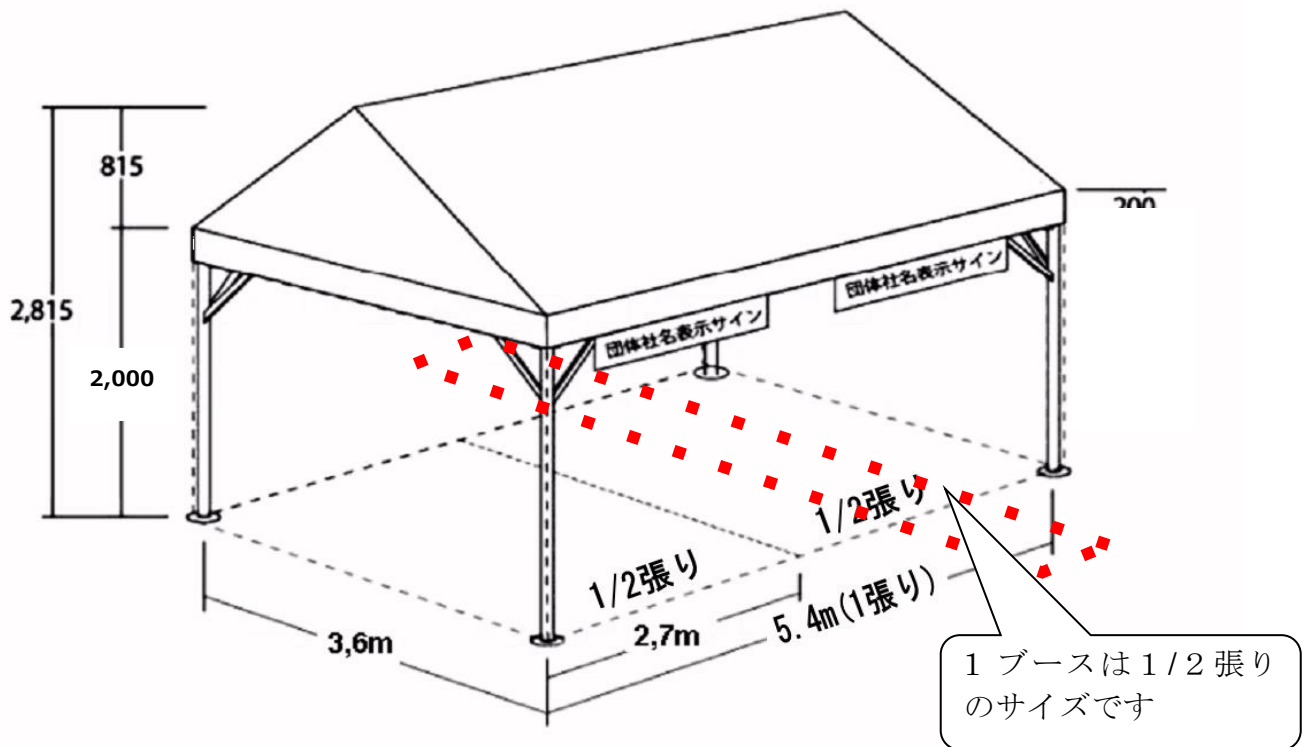 815
200
2,815
2,000
団体社名表示サイン
団体社名表示サイン
1/2張り
1/2張り
3,6m
2,7m
5.4m(1張り)
1 ブースは1/2張り
のサイズです